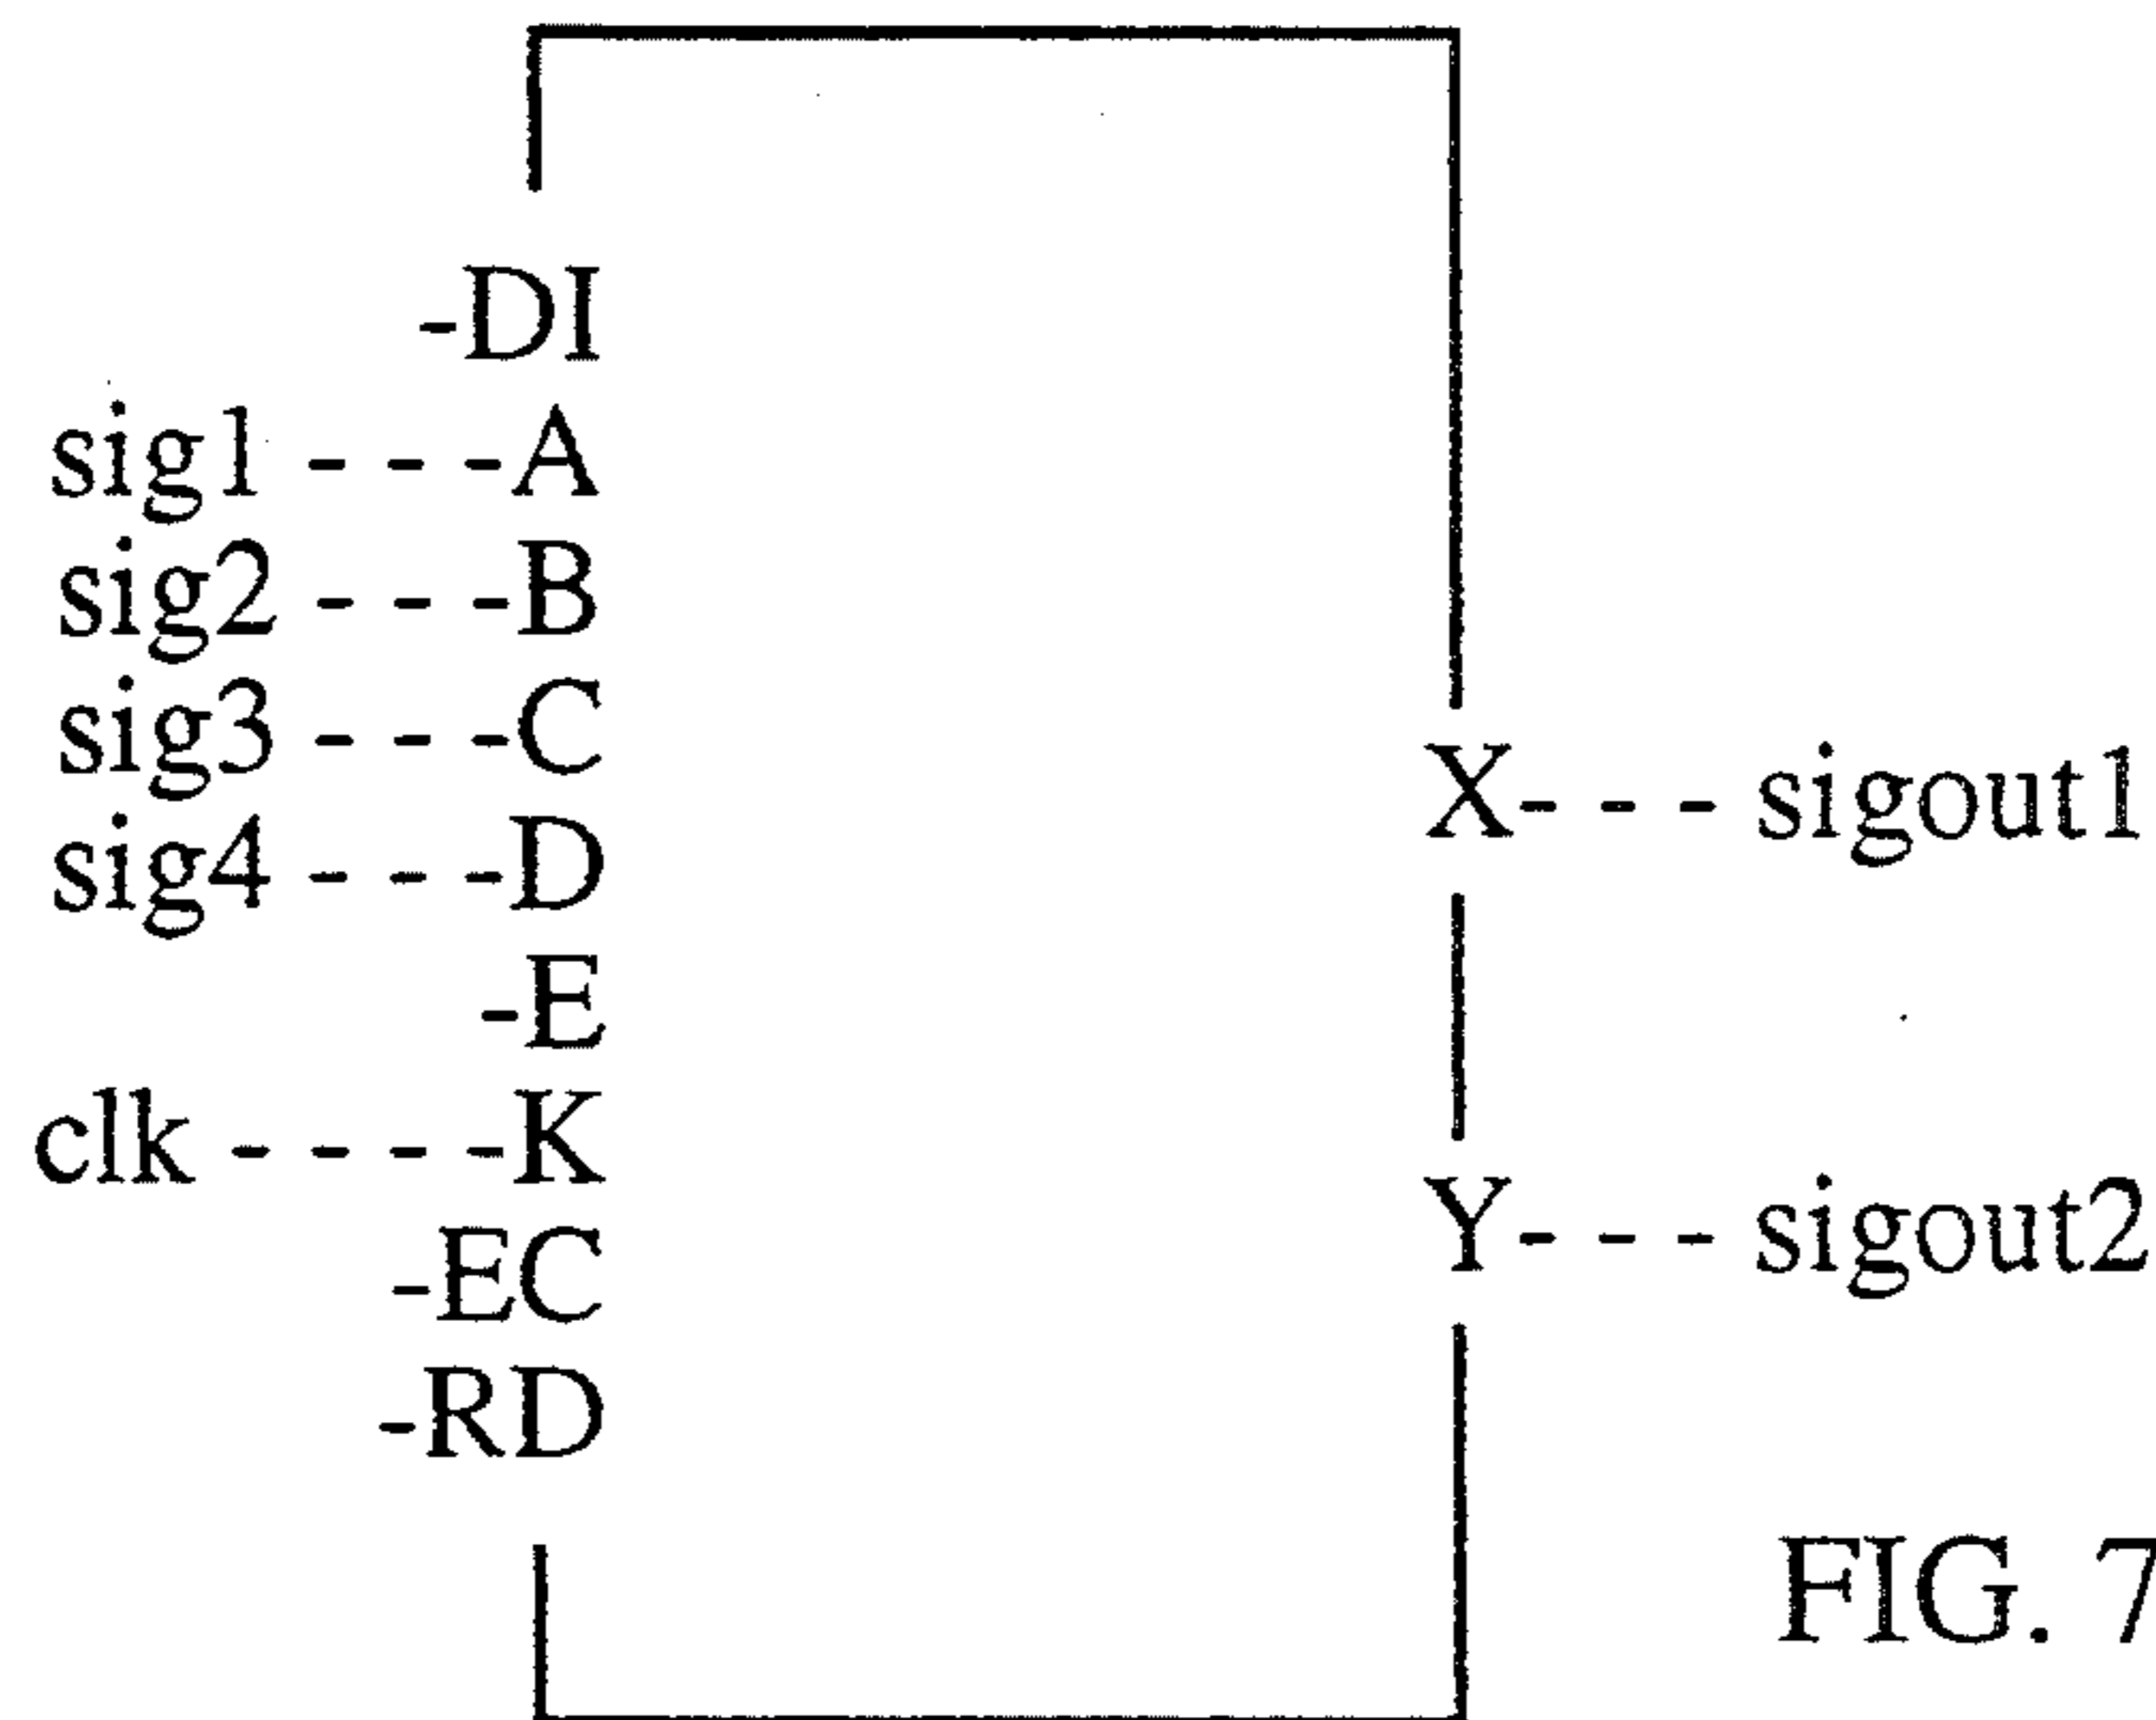 -DI
sig1 - - -A
sig2 - - -B
sig3 - - -C
X- - - sigout1
sig4 - - -D
-E
clk - - - -K
Y- - - sigout2
-EC
-RD
FIG. 7